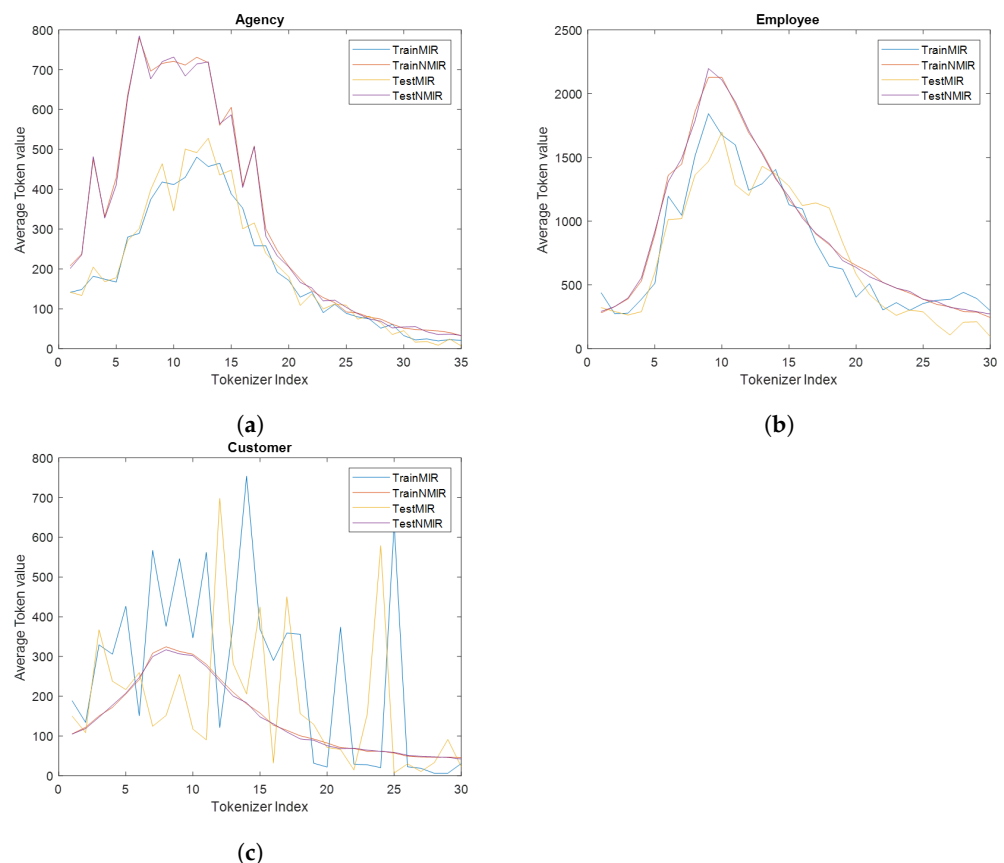 Agency
Average Token value
800
700
600
500
400
300
200
100
0
0 5 10 15 20 25 30 35
Tokenizer Index
TrainMIR
TrainNMIR
TestMIR
TestNMIR
(a)
Employee
Average Token value
2500
2000
1500
1000
500
0
0 5 10 15 20 25 30
Tokenizer Index
TrainMIR
TrainNMIR
TestMIR
TestNMIR
(b)
Customer
Average Token value
800
700
600
500
400
300
200
100
0
0 5 10 15 20 25 30
Tokenizer Index
TrainMIR
TrainNMIR
TestMIR
TestNMIR
(c)